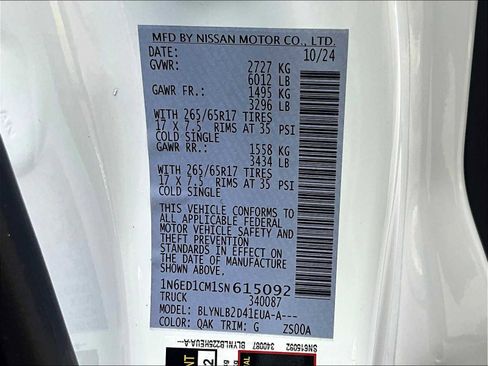 MFD BY NISSAN MOTOR CO., LTD.
DATE: 10/24
GVWR: 2727 KG
6012 LB
GAWR FR.: 1495 KG
3296 LB
WITH 265/65R17 TIRES
17 X 7.5 RIMS AT 35 PSI
COLD SINGLE
GAWR RR.: 1558 KG
3434 LB
WITH 265/65R17 TIRES
17 X 7.5 RIMS AT 35 PSI
COLD SINGLE
THIS VEHICLE CONFORMS TO
ALL APPLICABLE FEDERAL
MOTOR VEHICLE SAFETY AND
THEFT PREVENTION
STANDARDS IN EFFECT ON
THE DATE OF MANUFACTURE
SHOWN ABOVE.
1N6ED1CM1SN615092
TRUCK 340087
MODEL: BLYNLB2D41EUA-A---
COLOR: QAK TRIM: G ZS00A
SN615092 340087